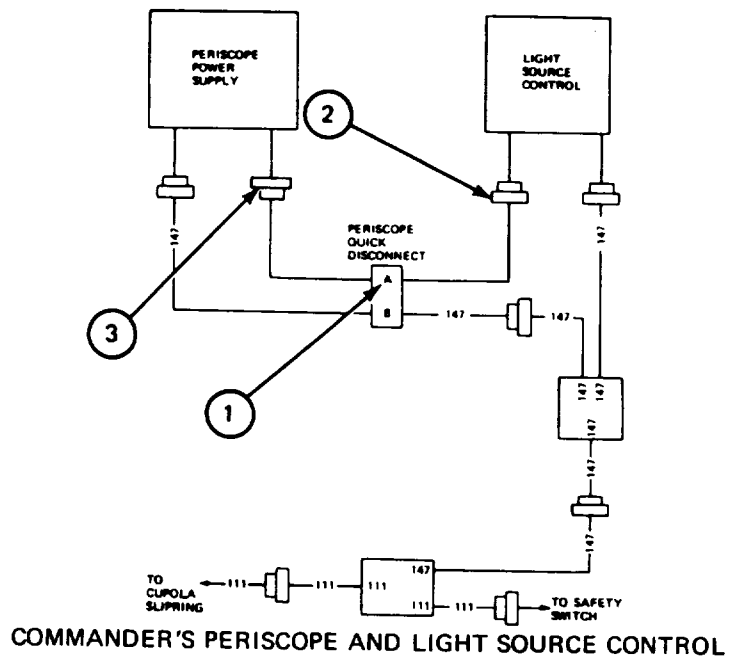 PERISCOPE
POWER
SUPPLY
LIGHT
SOURCE
CONTROL
2
147
147
3
PERISCOPE
QUICK
DISCONNECT
A
B
147
147
1
147
147
147
147
147
TO
CUPOLA
SLIPRING
111
111
111
147
111
111
TO SAFETY
SWITCH
COMMANDER'S PERISCOPE AND LIGHT SOURCE CONTROL